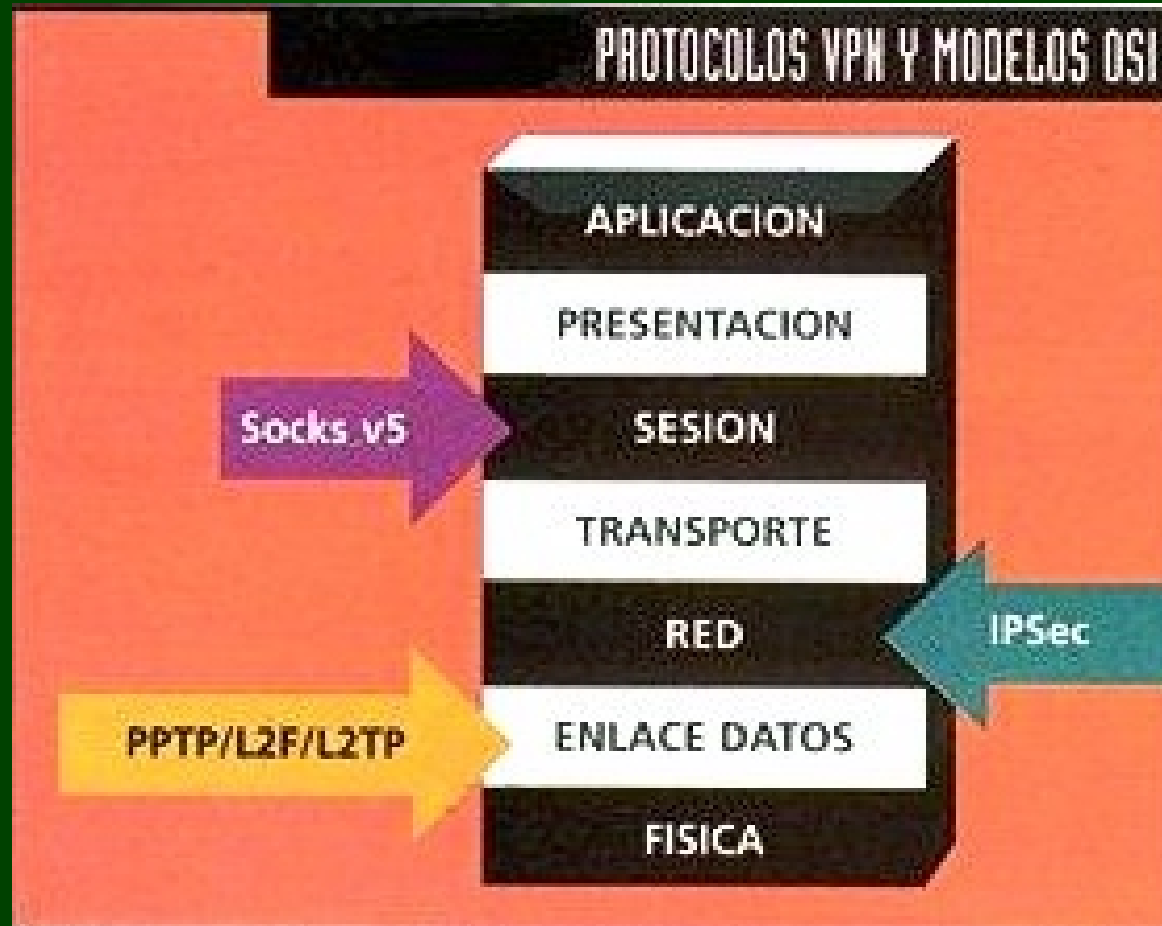 PROTOCOLOS VPN Y MODELOS OSI
APLICACION
PRESENTACION
Socks v5
SESION
TRANSPORTE
RED
IPSec
PPTP/L2F/L2TP
ENLACE DATOS
FISICA